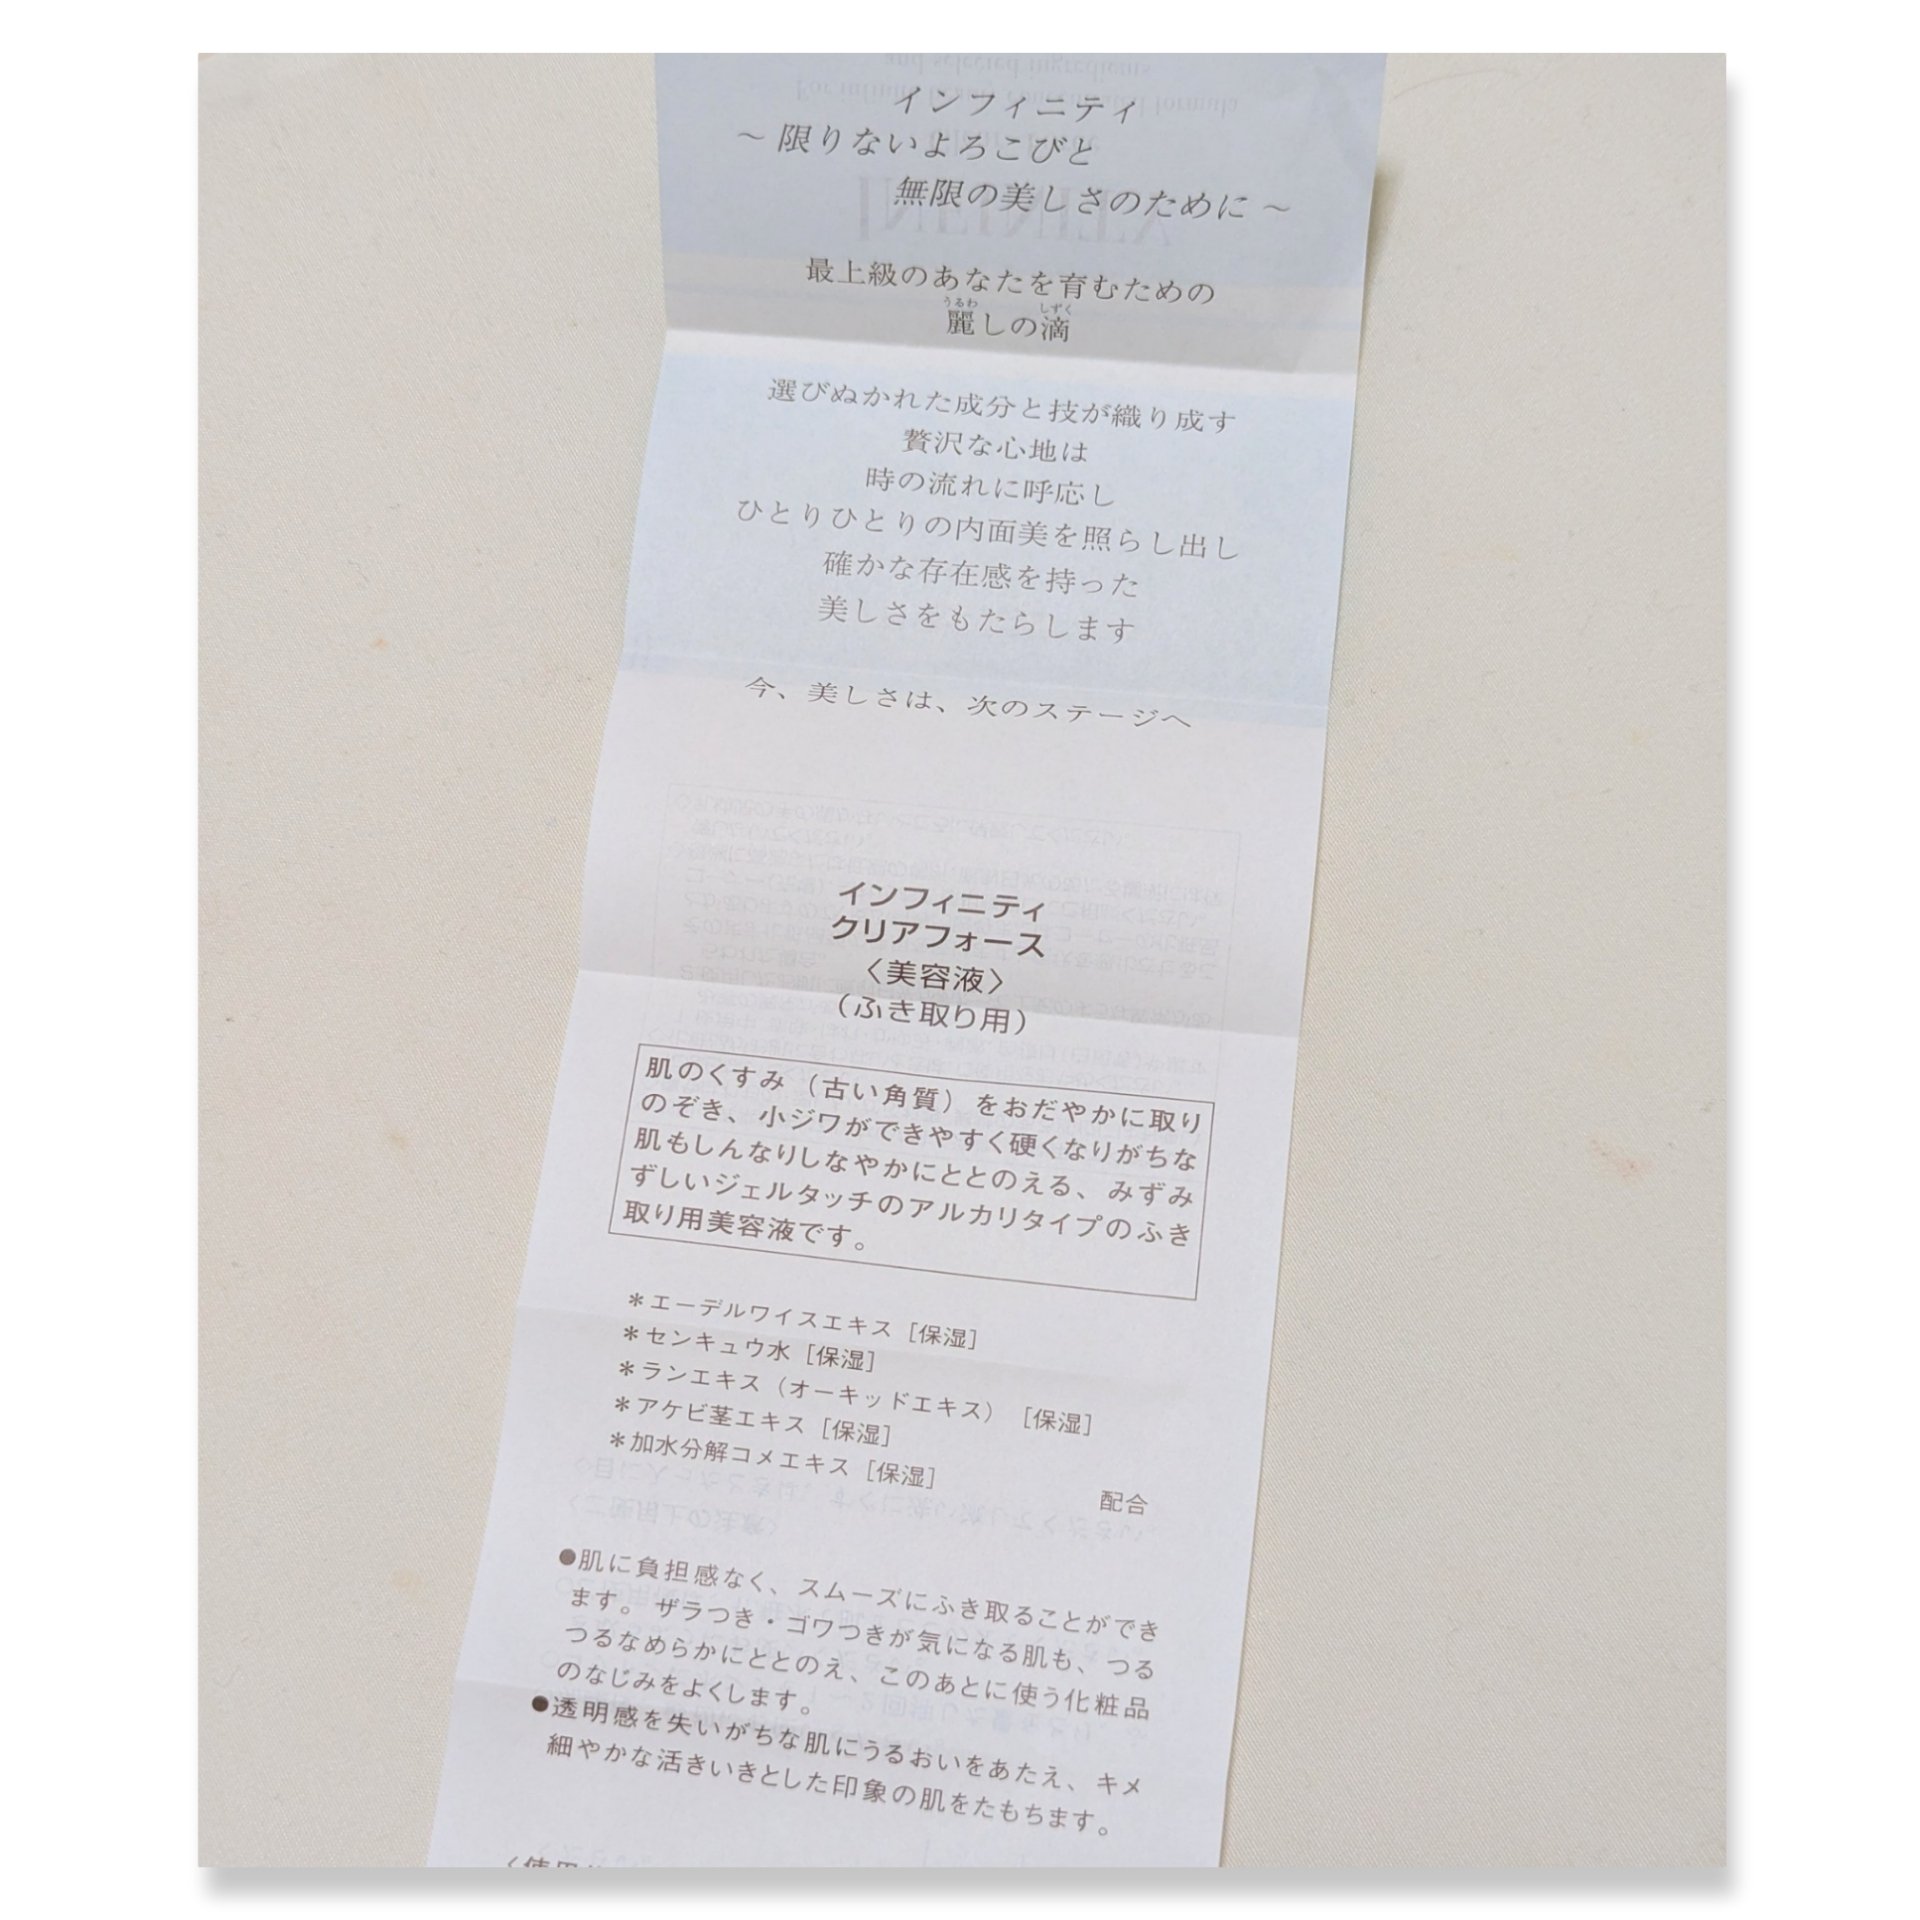 インフィニティ
～限りないよろこびと
無限の美しさのために～
最上級のあなたを育むための
うるわ しずく
麗しの滴
選びぬかれた成分と技が織り成す
贅沢な心地は
時の流れに呼応し
ひとりひとりの内面美を照らし出し
確かな存在感を持った
美しさをもたらします
今、美しさは、次のステージへ
インフィニティ
クリアフォース
〈美容液〉
（ふき取り用）
肌のくすみ（古い角質）をおだやかに取り
のぞき、小ジワができやすく硬くなりがちな
肌もしんなりしなやかにととのえる、みずみ
ずしいジェルタッチのアルカリタイプのふき
取り用美容液です。
＊エーデルワイスエキス［保湿］
＊センキュウ水［保湿］
＊ランエキス（オーキッドエキス）［保湿］
＊アケビ茎エキス［保湿］
＊加水分解コメエキス［保湿］
配合
●肌に負担感なく、スムーズにふき取ることができ
ます。ザラつき・ゴワつきが気になる肌も、つる
つるなめらかにととのえ、このあとに使う化粧品
のなじみをよくします。
●透明感を失いがちな肌にうるおいをあたえ、キメ
細やかな活きいきとした印象の肌をたもちます。